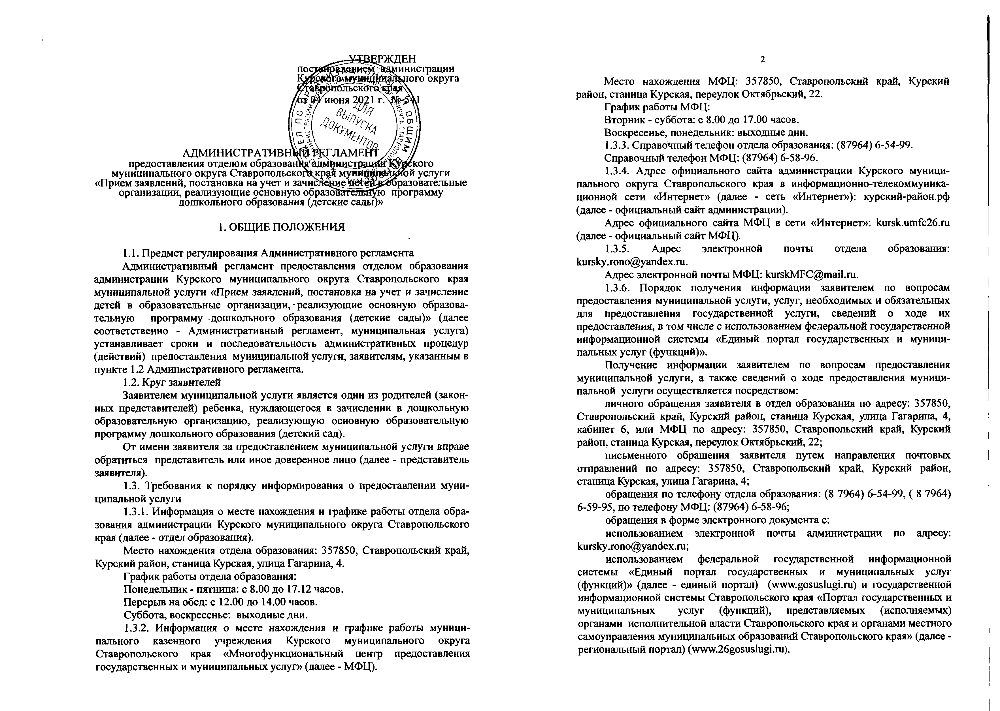 УТВЕРЖДЕН
постановлением администрации
Курского муниципального округа
Ставропольского края
от 04 июня 2021 г. № 541
ДЛЯ
ВЫПУСКА
ДОКУМЕНТОВ
АДМИНИСТРАТИВНЫЙ РЕГЛАМЕНТ
предоставления отделом образования администрации Курского
муниципального округа Ставропольского края муниципальной услуги
«Прием заявлений, постановка на учет и зачисление детей в образовательные
организации, реализующие основную образовательную программу
дошкольного образования (детские сады)»
1. ОБЩИЕ ПОЛОЖЕНИЯ
1.1. Предмет регулирования Административного регламента
Административный регламент предоставления отделом образования
администрации Курского муниципального округа Ставропольского края
муниципальной услуги «Прием заявлений, постановка на учет и зачисление
детей в образовательные организации, реализующие основную образова-
тельную программу дошкольного образования (детские сады)» (далее
соответственно - Административный регламент, муниципальная услуга)
устанавливает сроки и последовательность административных процедур
(действий) предоставления муниципальной услуги, заявителям, указанным в
пункте 1.2 Административного регламента.
1.2. Круг заявителей
Заявителем муниципальной услуги является один из родителей (закон-
ных представителей) ребенка, нуждающегося в зачислении в дошкольную
образовательную организацию, реализующую основную образовательную
программу дошкольного образования (детский сад).
От имени заявителя за предоставлением муниципальной услуги вправе
обратиться представитель или иное доверенное лицо (далее - представитель
заявителя).
1.3. Требования к порядку информирования о предоставлении муни-
ципальной услуги
1.3.1. Информация о месте нахождения и графике работы отдела обра-
зования администрации Курского муниципального округа Ставропольского
края (далее - отдел образования).
Место нахождения отдела образования: 357850, Ставропольский край,
Курский район, станица Курская, улица Гагарина, 4.
График работы отдела образования:
Понедельник - пятница: с 8.00 до 17.12 часов.
Перерыв на обед: с 12.00 до 14.00 часов.
Суббота, воскресенье: выходные дни.
1.3.2. Информация о месте нахождения и графике работы муници-
пального казенного учреждения Курского муниципального округа
Ставропольского края «Многофункциональный центр предоставления
государственных и муниципальных услуг» (далее - МФЦ).
2
Место нахождения МФЦ: 357850, Ставропольский край, Курский
район, станица Курская, переулок Октябрьский, 22.
График работы МФЦ:
Вторник - суббота: с 8.00 до 17.00 часов.
Воскресенье, понедельник: выходные дни.
1.3.3. Справочный телефон отдела образования: (87964) 6-54-99.
Справочный телефон МФЦ: (87964) 6-58-96.
1.3.4. Адрес официального сайта администрации Курского муници-
пального округа Ставропольского края в информационно-телекоммуника-
ционной сети «Интернет» (далее - сеть «Интернет»): курский-район.рф
(далее - официальный сайт администрации).
Адрес официального сайта МФЦ в сети «Интернет»: kursk.umfc26.ru
(далее - официальный сайт МФЦ).
1.3.5. Адрес электронной почты отдела образования:
kursky.rono@yandex.ru.
Адрес электронной почты МФЦ: kurskMFC@mail.ru.
1.3.6. Порядок получения информации заявителем по вопросам
предоставления муниципальной услуги, услуг, необходимых и обязательных
для предоставления государственной услуги, сведений о ходе их
предоставления, в том числе с использованием федеральной государственной
информационной системы «Единый портал государственных и муници-
пальных услуг (функций)».
Получение информации заявителем по вопросам предоставления
муниципальной услуги, а также сведений о ходе предоставления муници-
пальной услуги осуществляется посредством:
личного обращения заявителя в отдел образования по адресу: 357850,
Ставропольский край, Курский район, станица Курская, улица Гагарина, 4,
кабинет 6, или МФЦ по адресу: 357850, Ставропольский край, Курский
район, станица Курская, переулок Октябрьский, 22;
письменного обращения заявителя путем направления почтовых
отправлений по адресу: 357850, Ставропольский край, Курский район,
станица Курская, улица Гагарина, 4;
обращения по телефону отдела образования: (8 7964) 6-54-99, ( 8 7964)
6-59-95, по телефону МФЦ: (87964) 6-58-96;
обращения в форме электронного документа с:
использованием электронной почты администрации по адресу:
kursky.rono@yandex.ru;
использованием федеральной государственной информационной
системы «Единый портал государственных и муниципальных услуг
(функций)» (далее - единый портал) (www.gosuslugi.ru) и государственной
информационной системы Ставропольского края «Портал государственных и
муниципальных услуг (функций), представляемых (исполняемых)
органами исполнительной власти Ставропольского края и органами местного
самоуправления муниципальных образований Ставропольского края» (далее -
региональный портал) (www.26gosuslugi.ru).